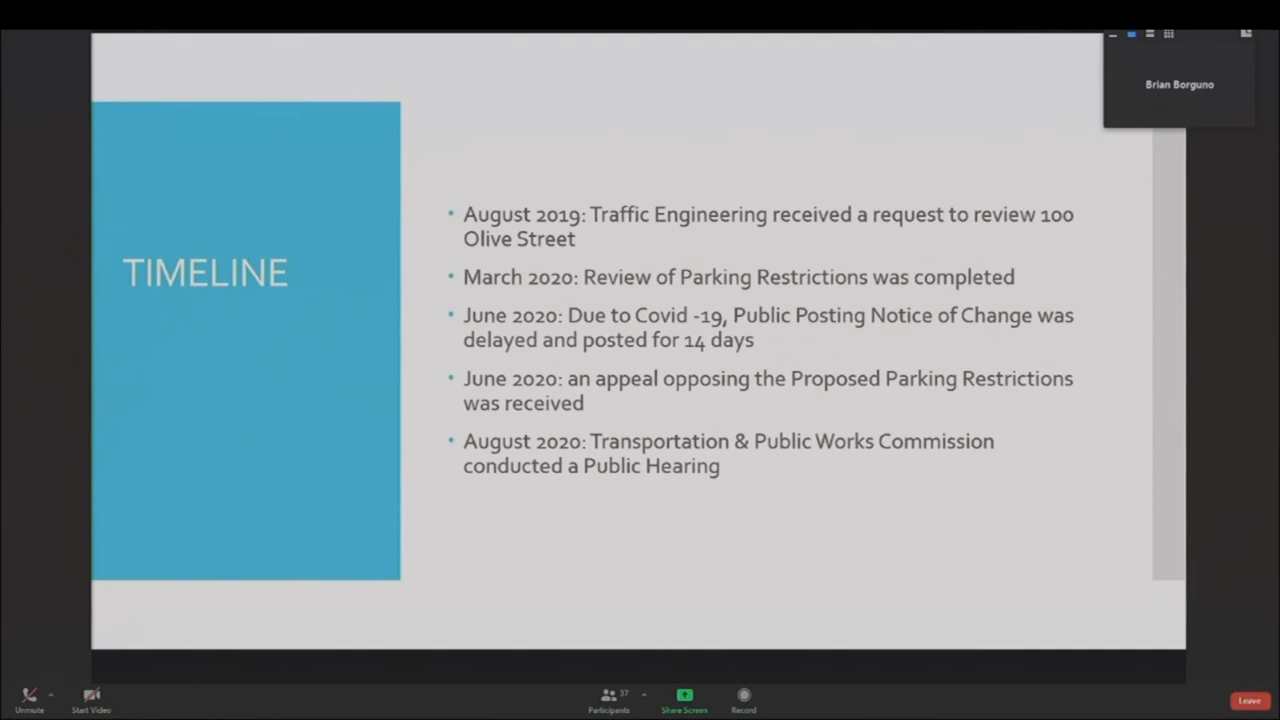 Brian Borguno
TIMELINE
• August 2019: Traffic Engineering received a request to review 100
Olive Street
• March 2020: Review of Parking Restrictions was completed
• June 2020: Due to Covid -19, Public Posting Notice of Change was
delayed and posted for 14 days
• June 2020: an appeal opposing the Proposed Parking Restrictions
was received
• August 2020: Transportation & Public Works Commission
conducted a Public Hearing
Unmute
Start Video
37
Participants
Share Screen
Record
Leave